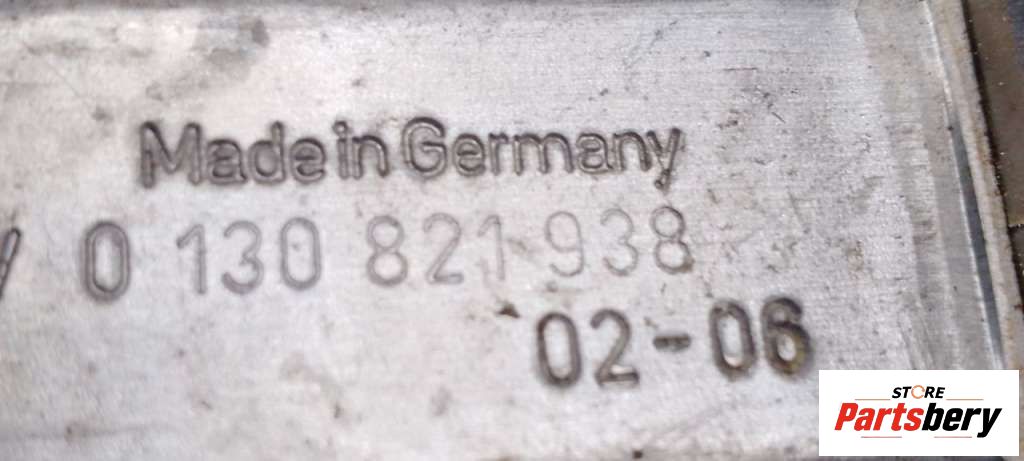 Made in Germany
0 130 821 938
02-06
STORE
Partsbery